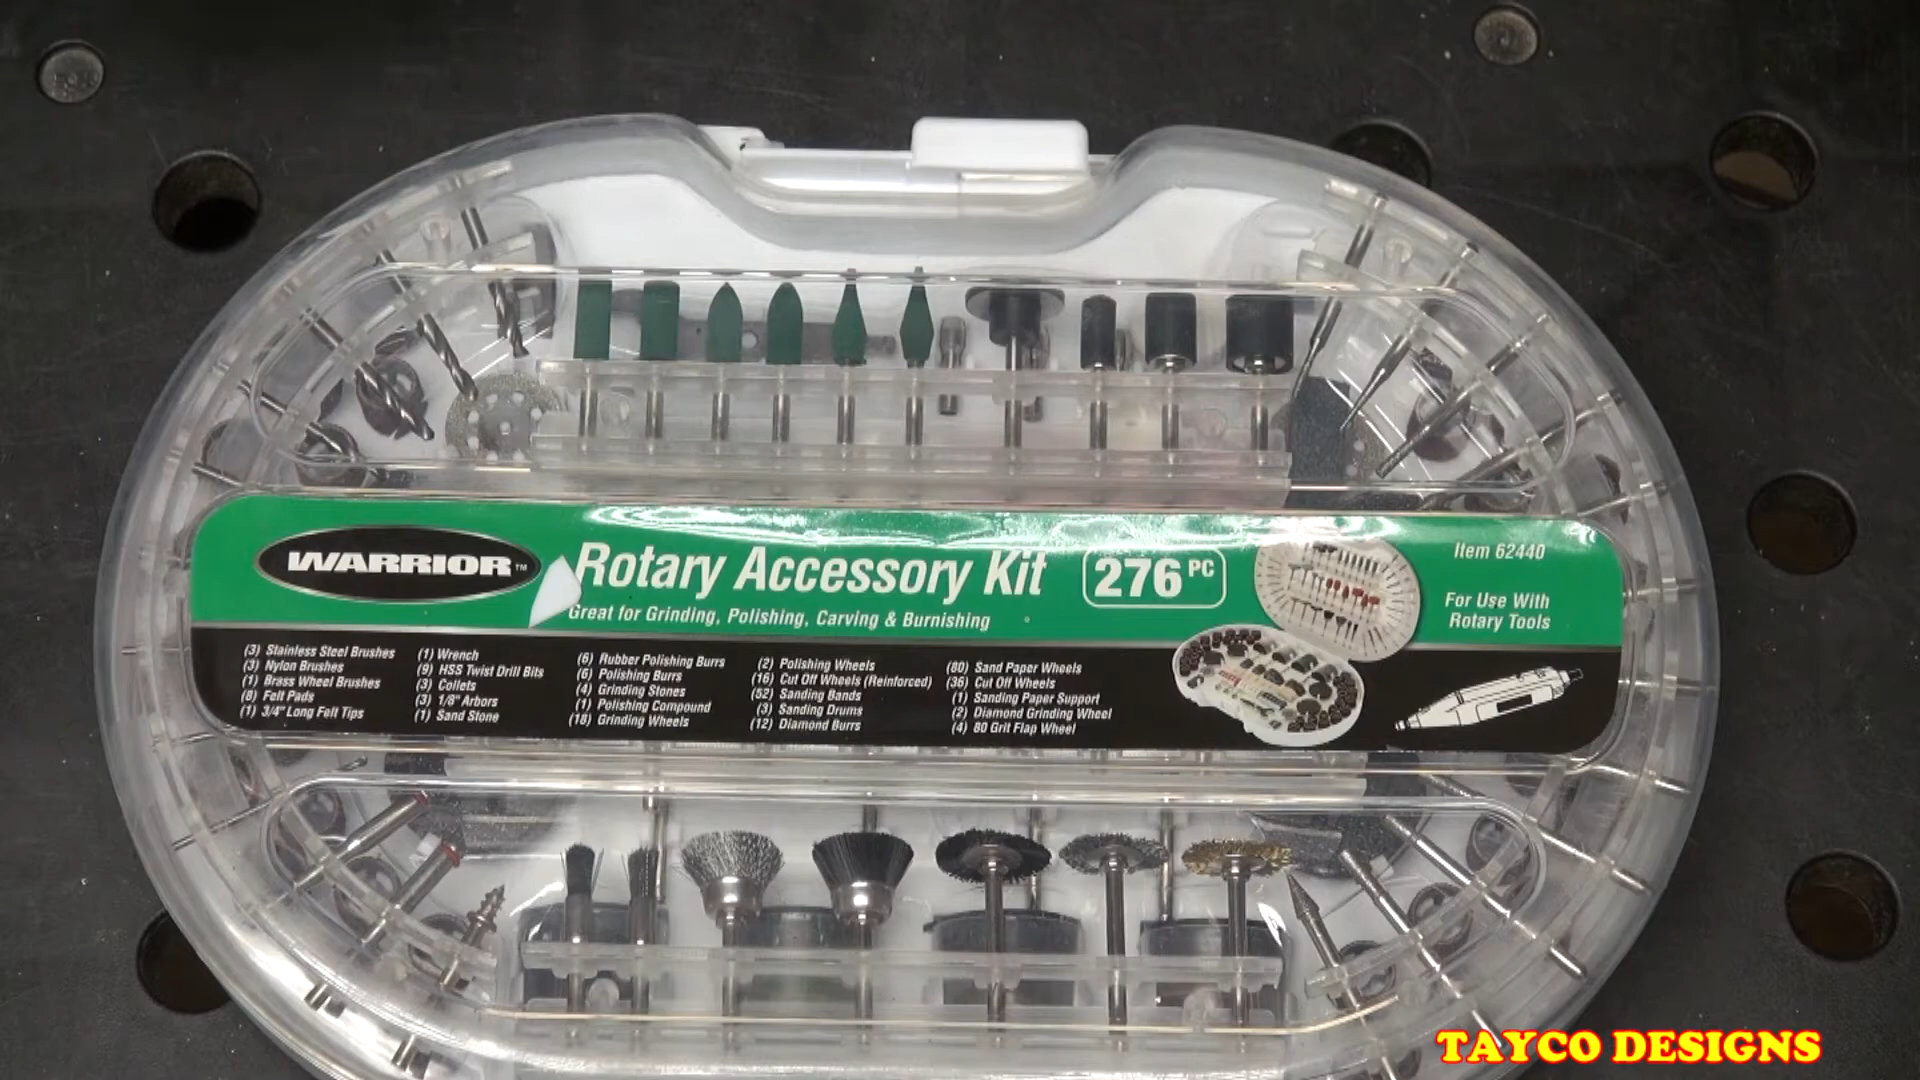 WARRIOR™
Rotary Accessory Kit
276 PC
Great for Grinding, Polishing, Carving & Burnishing
Item 62440
For Use With
Rotary Tools
(3) Stainless Steel Brushes
(3) Nylon Brushes
(1) Brass Wheel Brushes
(8) Felt Pads
(1) 3/4" Long Felt Tips
(1) Wrench
(9) HSS Twist Drill Bits
(3) Collets
(3) 1/8" Arbors
(1) Sand Stone
(6) Rubber Polishing Burrs
(6) Polishing Burrs
(4) Grinding Stones
(1) Polishing Compound
(18) Grinding Wheels
(2) Polishing Wheels
(16) Cut Off Wheels (Reinforced)
(52) Sanding Bands
(3) Sanding Drums
(12) Diamond Burrs
(80) Sand Paper Wheels
(36) Cut Off Wheels
(1) Sanding Paper Support
(2) Diamond Grinding Wheel
(4) 80 Grit Flap Wheel
TAYCO DESIGNS